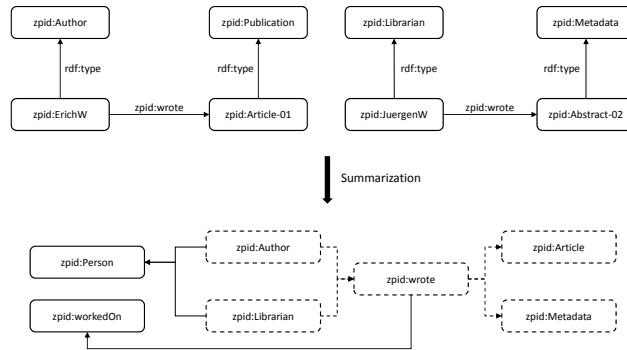 zpid:Author
zpid:Publication
zpid:Librarian
zpid:Metadata
rdf:type
rdf:type
rdf:type
rdf:type
zpid:ErichW
zpid:wrote
zpid:Article-01
zpid:JuergenW
zpid:wrote
zpid:Abstract-02
Summarization
zpid:Author
zpid:Article
zpid:Person
zpid:wrote
zpid:workedOn
zpid:Librarian
zpid:Metadata